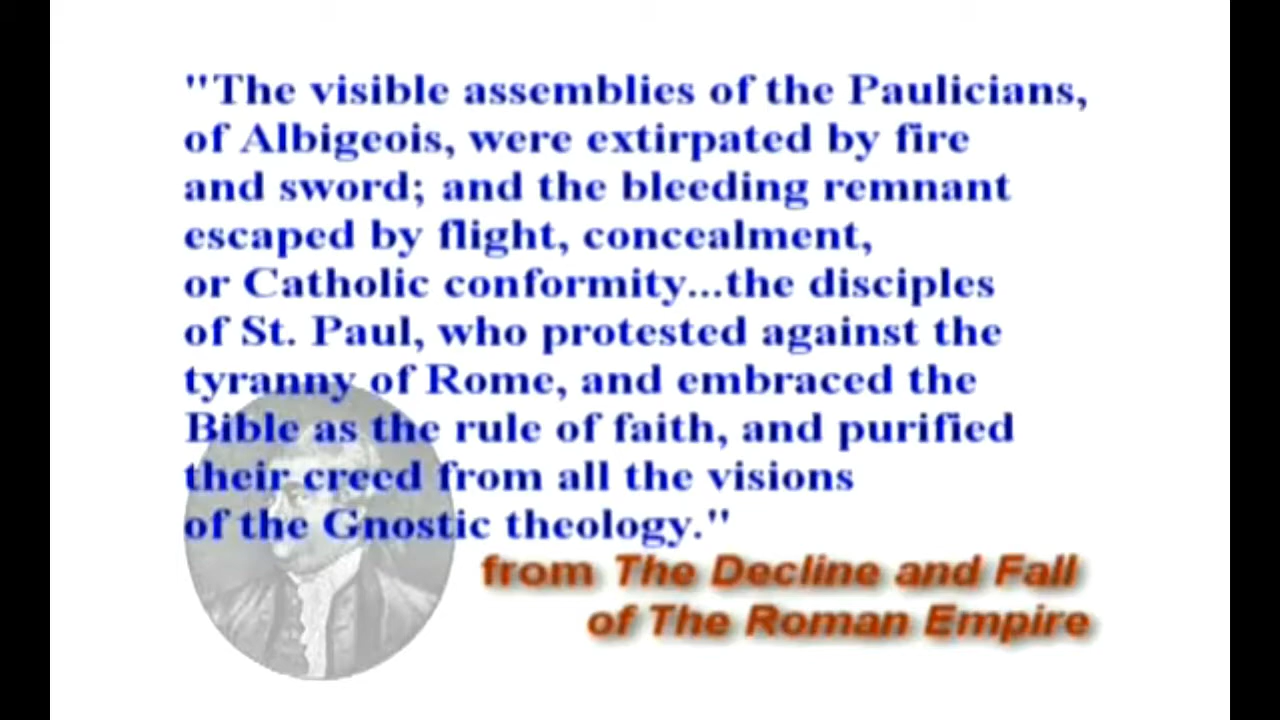 "The visible assemblies of the Paulicians,
of Albigeois, were extirpated by fire
and sword; and the bleeding remnant
escaped by flight, concealment,
or Catholic conformity...the disciples
of St. Paul, who protested against the
tyranny of Rome, and embraced the
Bible as the rule of faith, and purified
their creed from all the visions
of the Gnostic theology."
from The Decline and Fall
of The Roman Empire